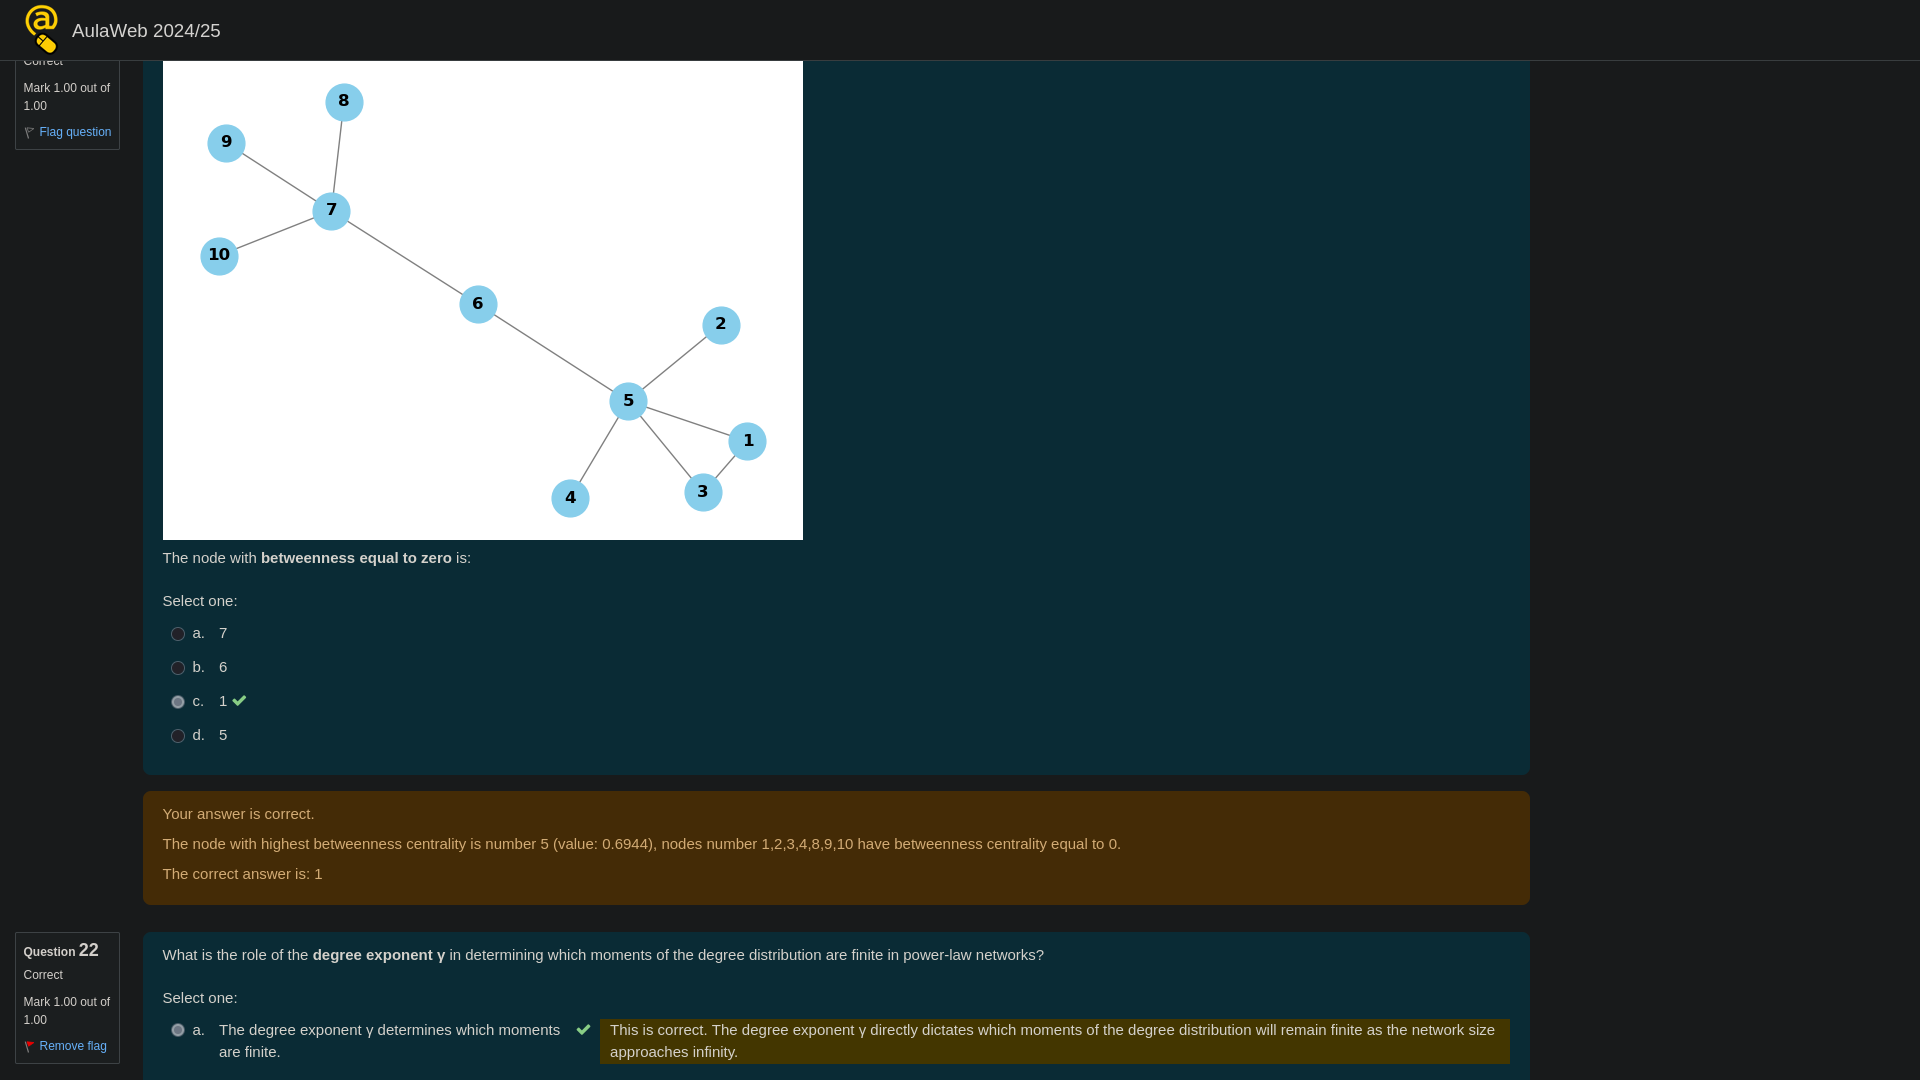 AulaWeb 2024/25
Correct
Mark 1.00 out of
1.00
Flag question
8
9
7
10
6
2
5
1
4
3
The node with betweenness equal to zero is:
Select one:
a. 7
b. 6
c. 1
d. 5
Your answer is correct.
The node with highest betweenness centrality is number 5 (value: 0.6944), nodes number 1,2,3,4,8,9,10 have betweenness centrality equal to 0.
The correct answer is: 1
Question 22
Correct
Mark 1.00 out of
1.00
Remove flag
What is the role of the degree exponent γ in determining which moments of the degree distribution are finite in power-law networks?
Select one:
a. The degree exponent γ determines which moments
are finite.
This is correct. The degree exponent γ directly dictates which moments of the degree distribution will remain finite as the network size
approaches infinity.